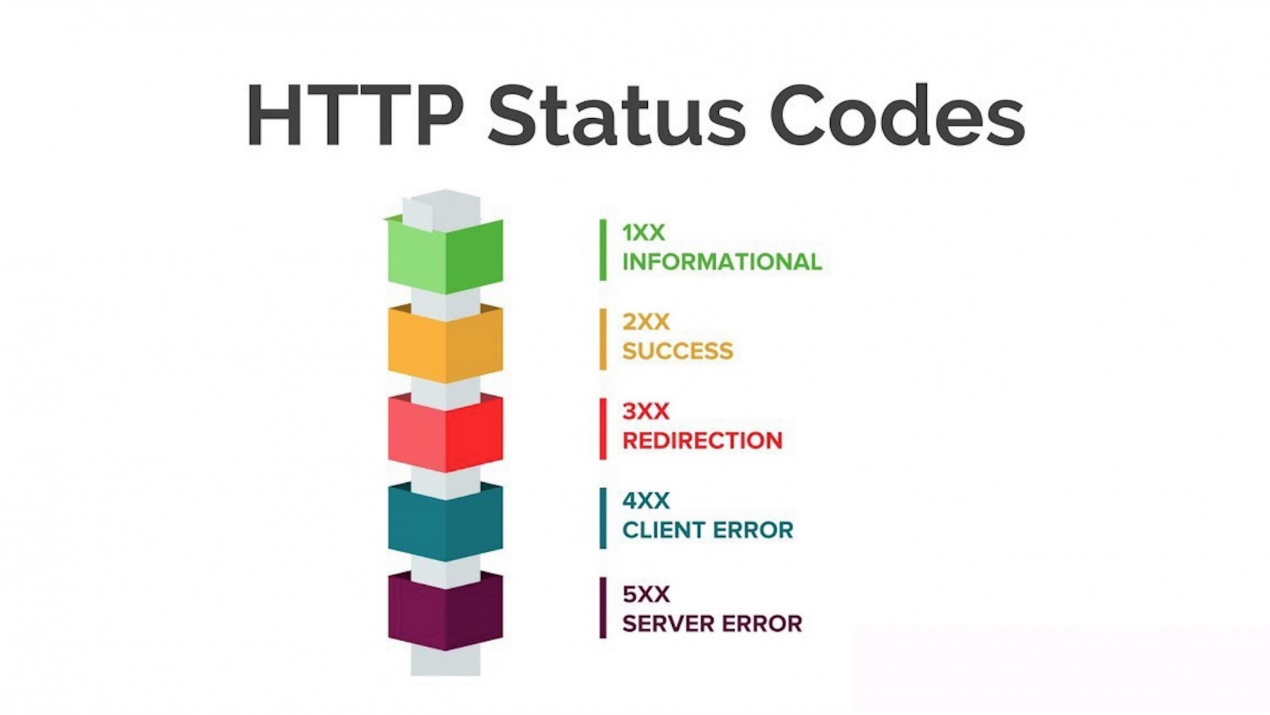 HTTP Status Codes
1XX
INFORMATIONAL
2XX
SUCCESS
3XX
REDIRECTION
4XX
CLIENT ERROR
5XX
SERVER ERROR